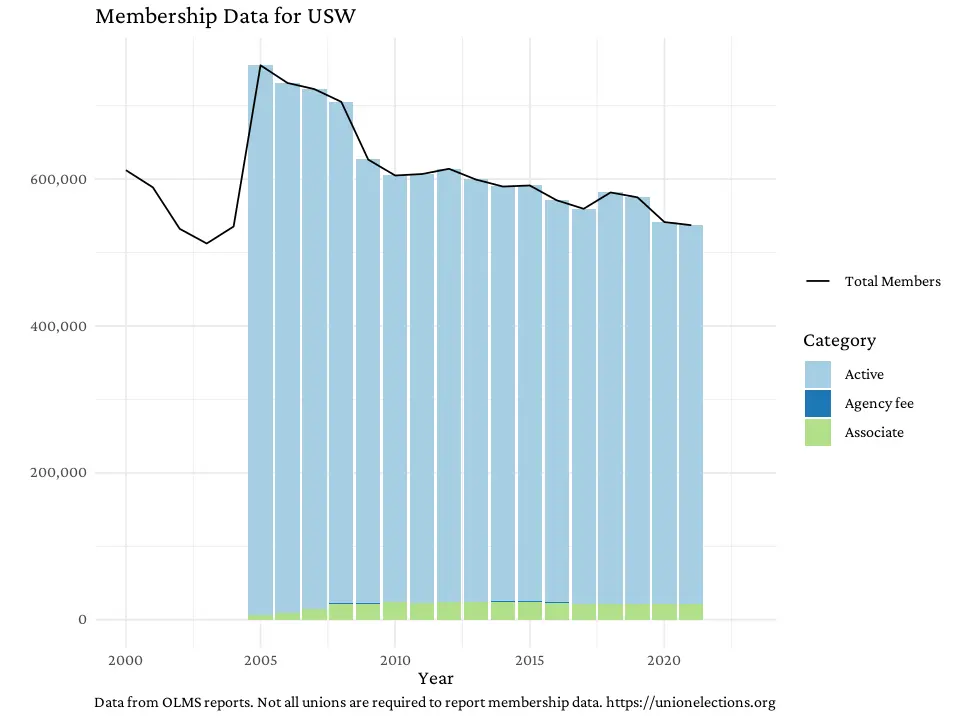 Membership Data for USW
600,000
400,000
200,000
0
2000 2005 2010 2015 2020
Year
Total Members
Category
Active
Agency fee
Associate
Data from OLMS reports. Not all unions are required to report membership data. https://unionelections.org